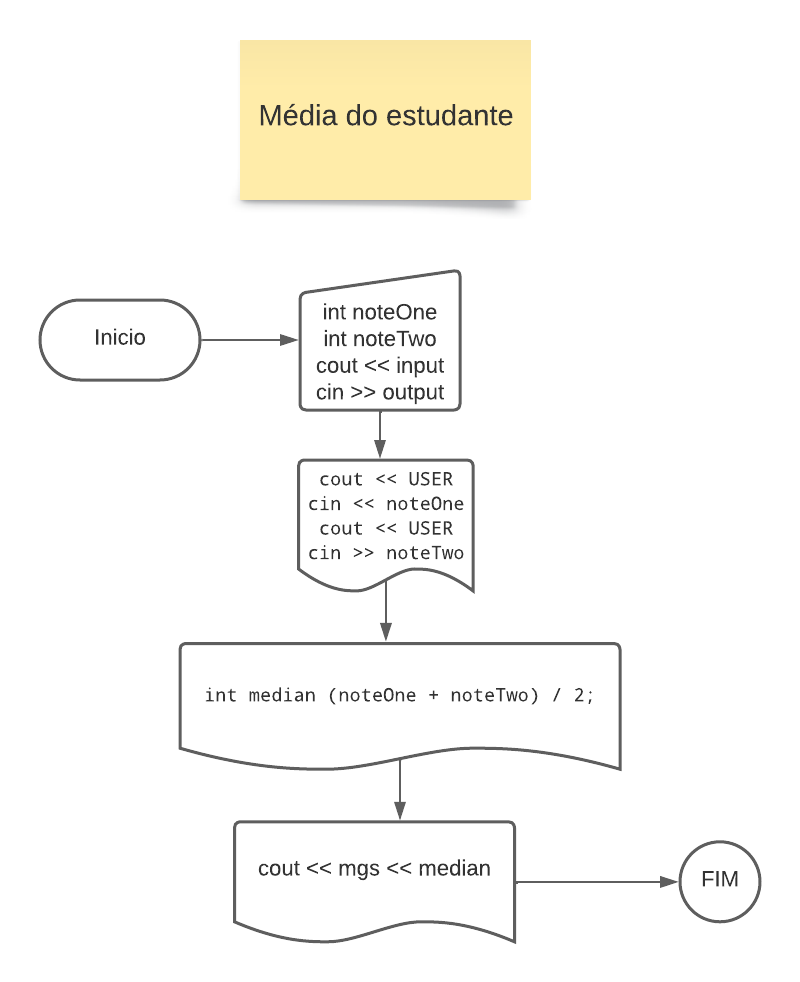 Média do estudante
Inicio
int noteOne
int noteTwo
cout << input
cin >> output
cout << USER
cin << noteOne
cout << USER
cin >> noteTwo
int median (noteOne + noteTwo) / 2;
cout << mgs << median
FIM